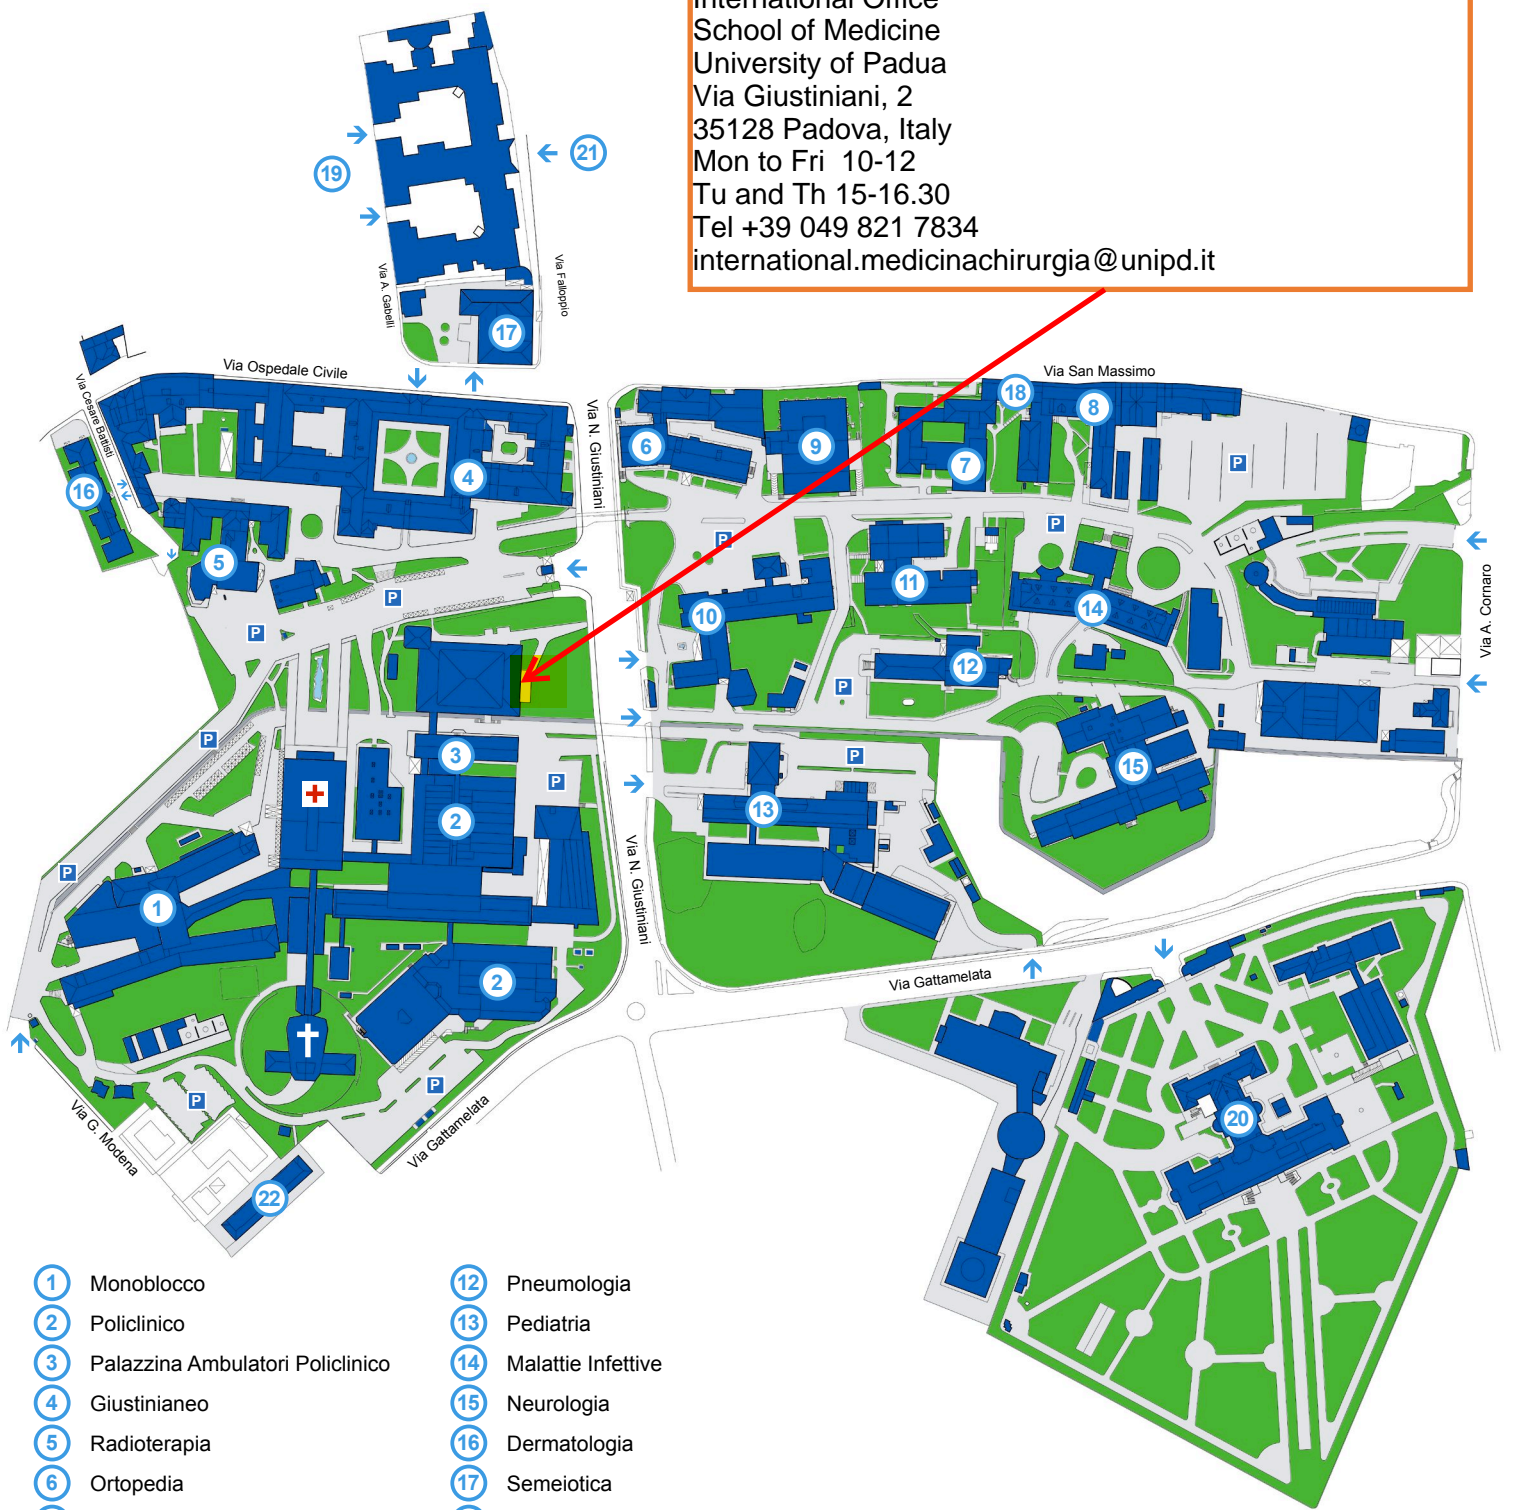 International Office
School of Medicine
University of Padua
Via Giustiniani, 2
35128 Padova, Italy
Mon to Fri  10-12
Tu and Th 15-16.30
Tel +39 049 821 7834
international.medicinachirurgia@unipd.it
19
21
Via A. Gabelli
Via Falloppio
17
Via Ospedale Civile
Via San Massimo
Via Cesare Battisti
Via N. Giustiniani
18
8
6
9
7
4
16
P
P
P
5
11
P
10
14
Via A. Cornaro
P
12
P
P
3
P
P
15
2
13
P
Via N. Giustiniani
1
2
Via Gattamelata
P
P
Via G. Modena
Via Gattamelata
20
22
1 Monoblocco
2 Policlinico
3 Palazzina Ambulatori Policlinico
4 Giustinianeo
5 Radioterapia
6 Ortopedia
12 Pneumologia
13 Pediatria
14 Malattie Infettive
15 Neurologia
16 Dermatologia
17 Semeiotica